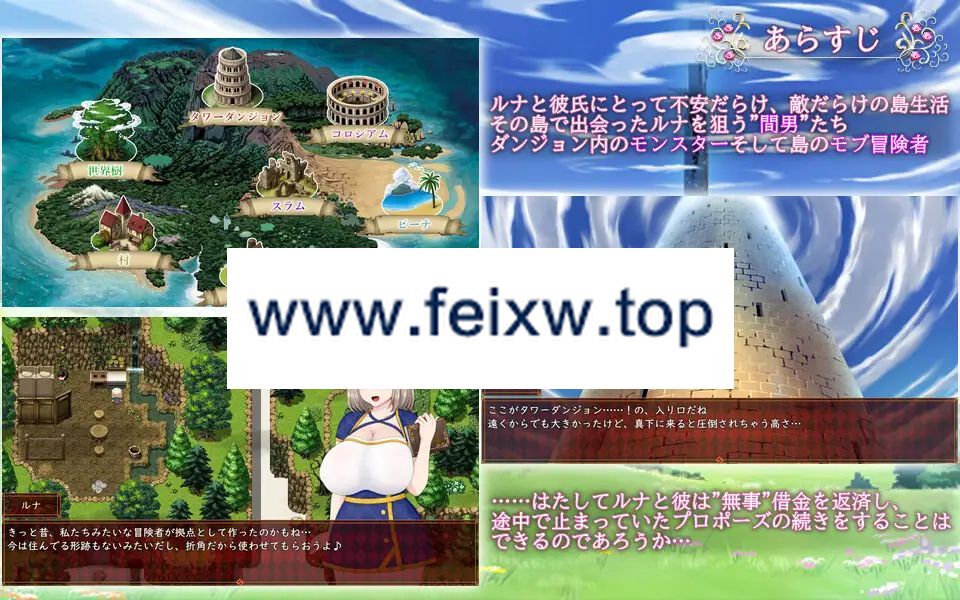 あらすじ
ルナと彼氏にとって不安だらけ、敵だらけの島生活
その島で出会ったルナを狙う”間男”たち
ダンジョン内のモンスターそして島のモブ冒険者
タワーダンジョン
コロシアム
世界樹
スラム
ビーチ
村
www.feixw.top
ここがタワーダンジョン……！の、入り口だね
遠くからでも大きかったけど、真下に来ると圧倒されちゃう高さ…
ルナ
きっと昔、私たちみたいな冒険者が拠点として作ったのかもね…
今は住んでる形跡もないみたいだし、折角だから使わせてもらおうよ♪
……はたしてルナと彼は”無事”借金を返済し、
途中で止まっていたプロポーズの続きをすることは
できるのであろうか…